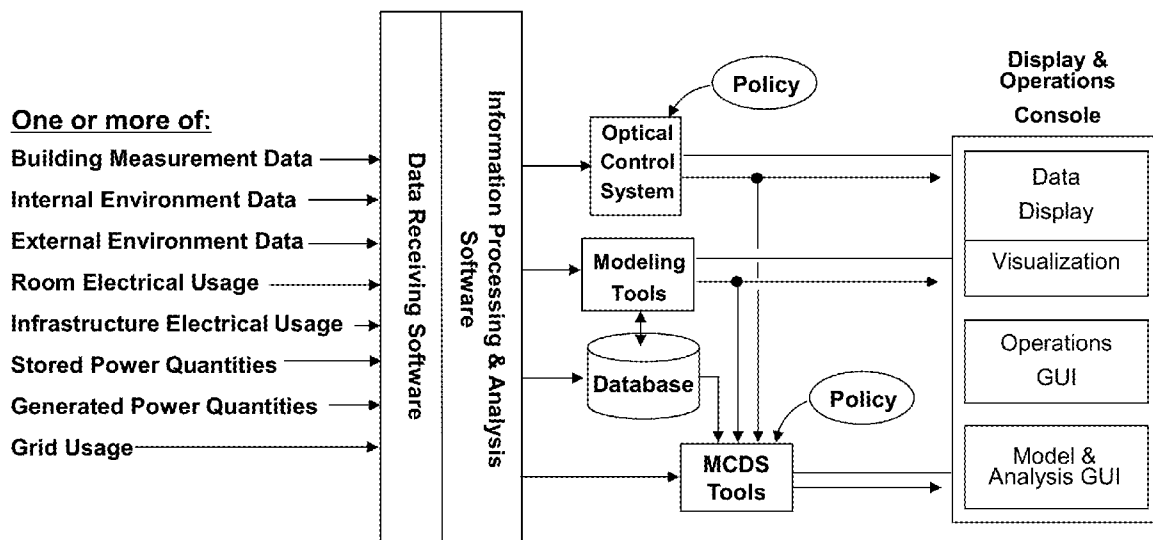 One or more of:
Building Measurement Data
Internal Environment Data
External Environment Data
Room Electrical Usage
Infrastructure Electrical Usage
Stored Power Quantities
Generated Power Quantities
Grid Usage
Data Receiving Software
Information Processing & Analysis
Software
Policy
Optical
Control
System
Modeling
Tools
Database
Policy
MCDS
Tools
Display &
Operations
Console
Data
Display
Visualization
Operations
GUI
Model &
Analysis GUI